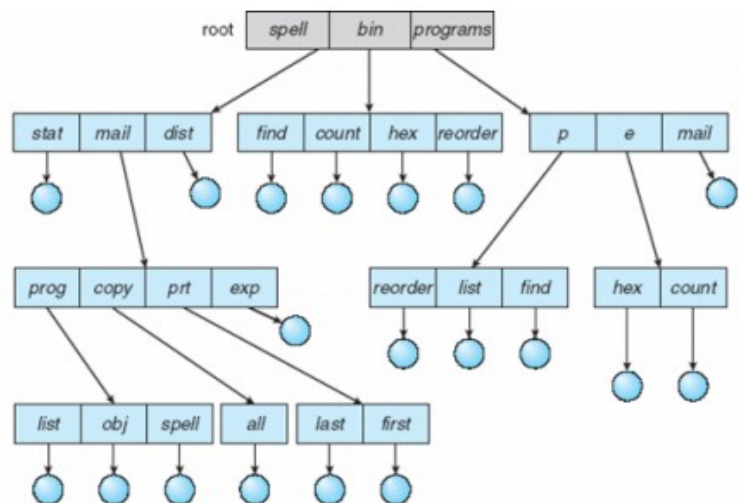 root spell bin programs
stat mail dist find count hex reorder p e mail
prog copy prt exp reorder list find hex count
list obj spell all last first